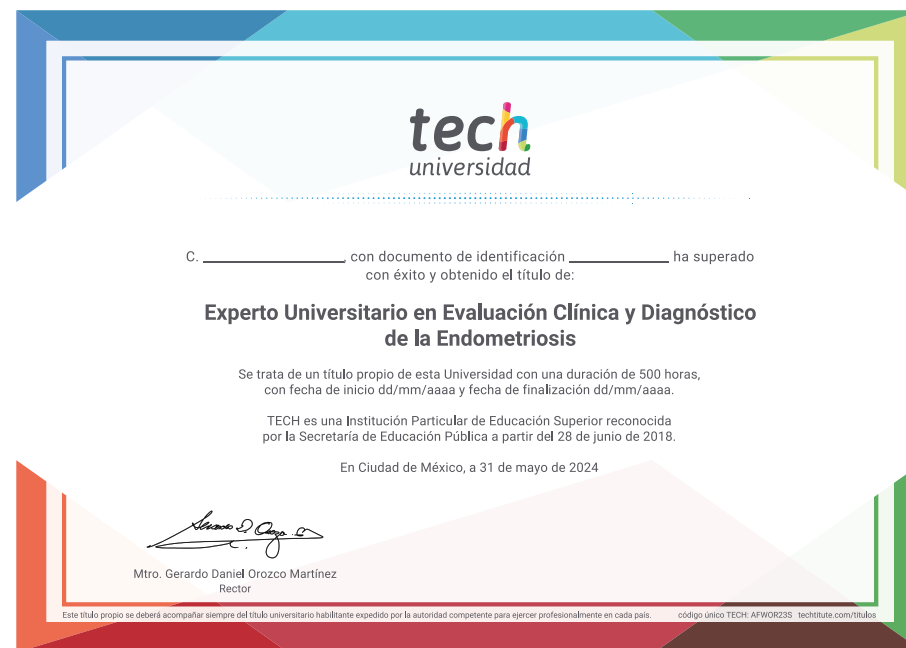 tech
universidad
C. ____________, con documento de identificación ____________ ha superado
con éxito y obtenido el título de:
Experto Universitario en Evaluación Clínica y Diagnóstico
de la Endometriosis
Se trata de un título propio de esta Universidad con una duración de 500 horas,
con fecha de inicio dd/mm/aaaa y fecha de finalización dd/mm/aaaa.
TECH es una Institución Particular de Educación Superior reconocida
por la Secretaría de Educación Pública a partir del 28 de junio de 2018.
En Ciudad de México, a 31 de mayo de 2024
Mtro. Gerardo Daniel Orozco Martínez
Rector
Este título propio se deberá acompañar siempre del título universitario habilitante expedido por la autoridad competente para ejercer profesionalmente en cada país. código único TECH: AFWOR23S techtitute.com/titulos